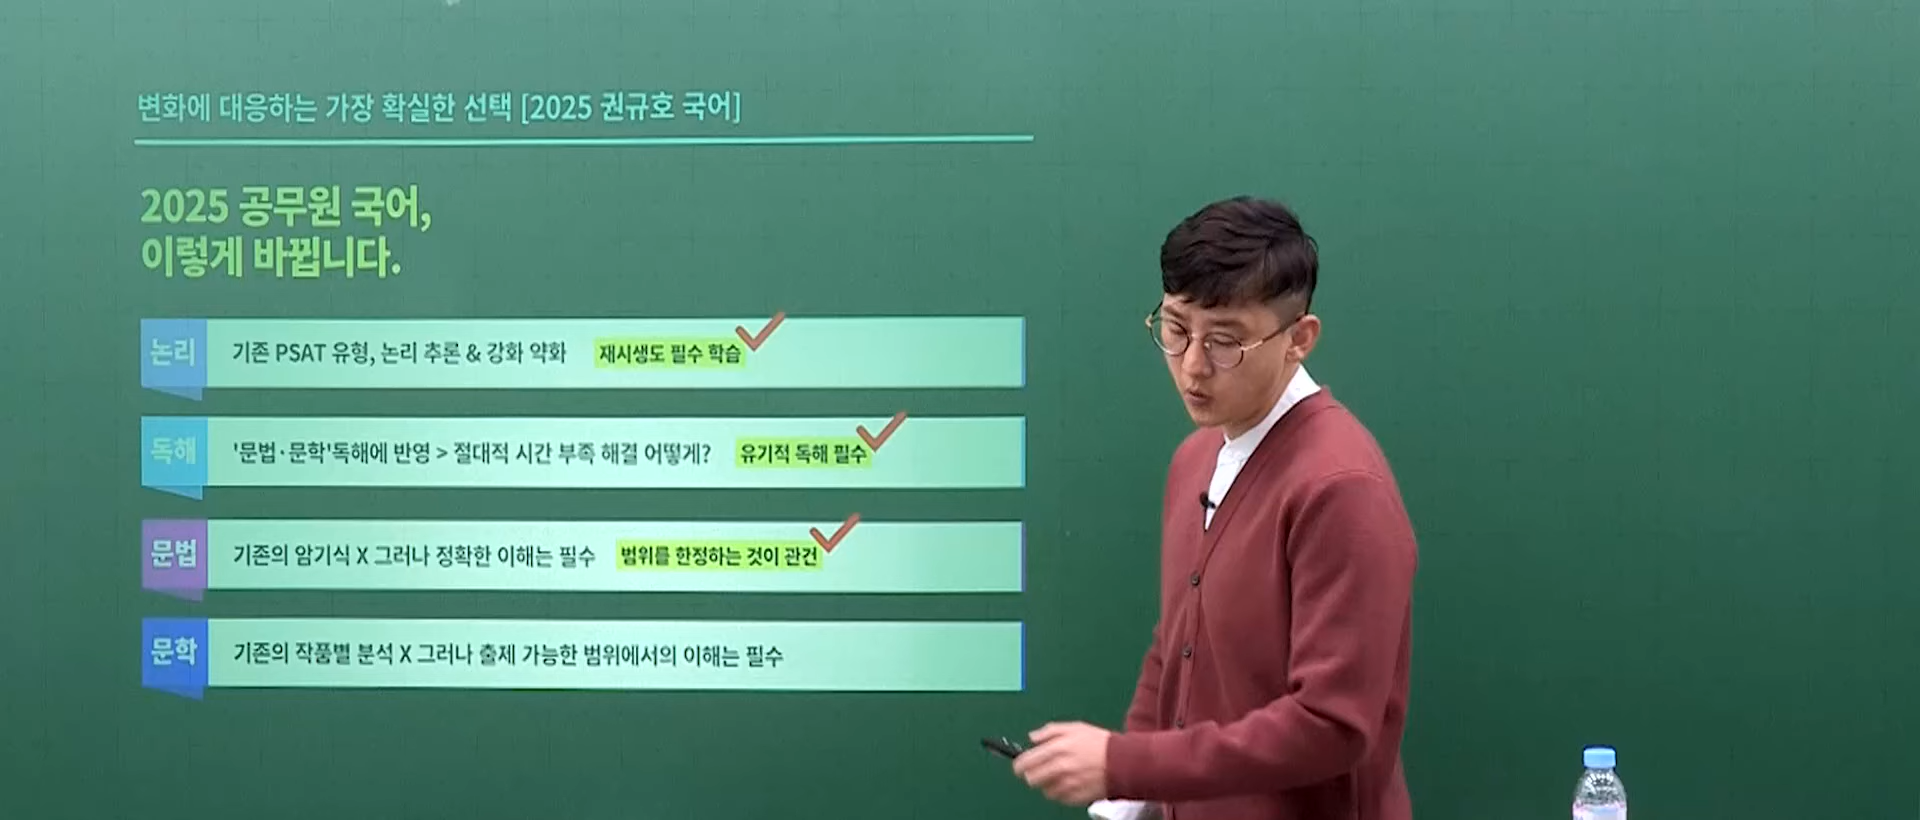 변화에 대응하는 가장 확실한 선택 [2025 권규호 국어]
2025 공무원 국어,
이렇게 바뀝니다.
논리 기존 PSAT 유형, 논리 추론 & 강화 약화 재시생도 필수 학습
독해 '문법·문학'독해에 반영 > 절대적 시간 부족 해결 어떻게? 유기적 독해 필수
문법 기존의 암기식 X 그러나 정확한 이해는 필수 범위를 한정하는 것이 관건
문학 기존의 작품별 분석 X 그러나 출제 가능한 범위에서의 이해는 필수